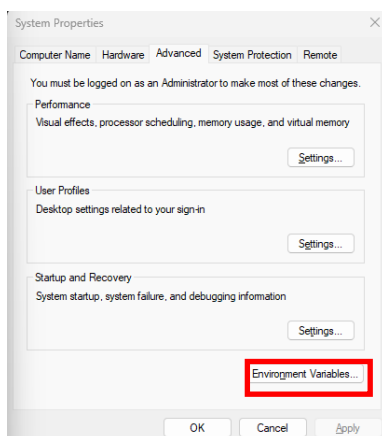 System Properties
Computer Name Hardware Advanced System Protection Remote
You must be logged on as an Administrator to make most of these changes.
Performance
Visual effects, processor scheduling, memory usage, and virtual memory
Settings...
User Profiles
Desktop settings related to your sign-in
Settings...
Startup and Recovery
System startup, system failure, and debugging information
Settings...
Environment Variables...
OK Cancel Apply